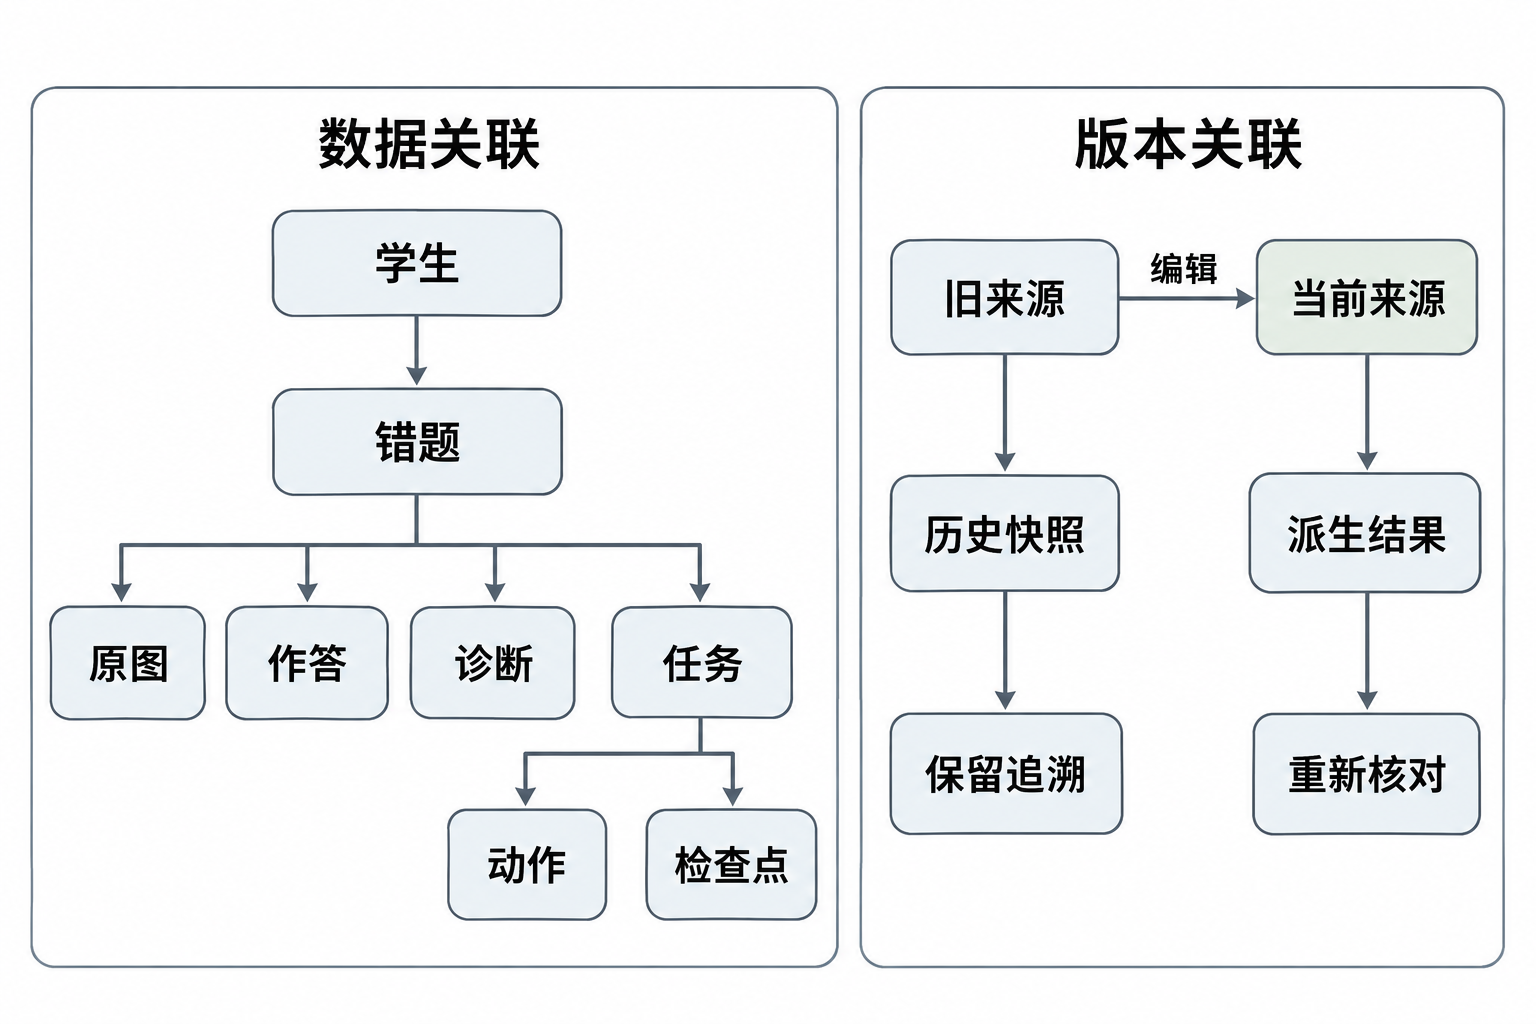 数据关联
学生
错题
原图
作答
诊断
任务
动作
检查点
版本关联
旧来源
编辑
当前来源
历史快照
派生结果
保留追溯
重新核对